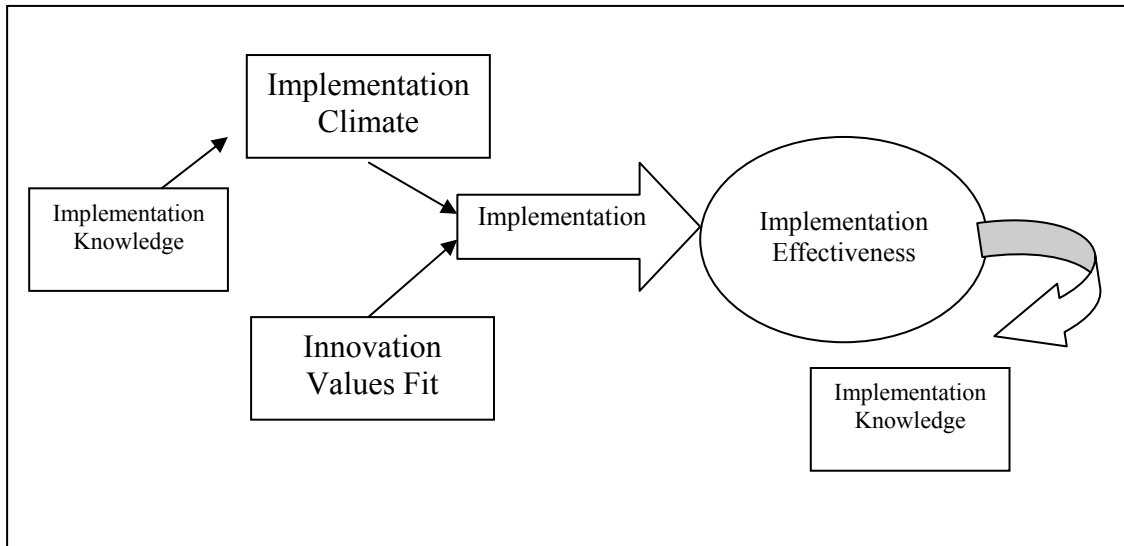 Implementation
Climate
Implementation
Knowledge
Implementation
Innovation
Values Fit
Implementation
Effectiveness
Implementation
Knowledge